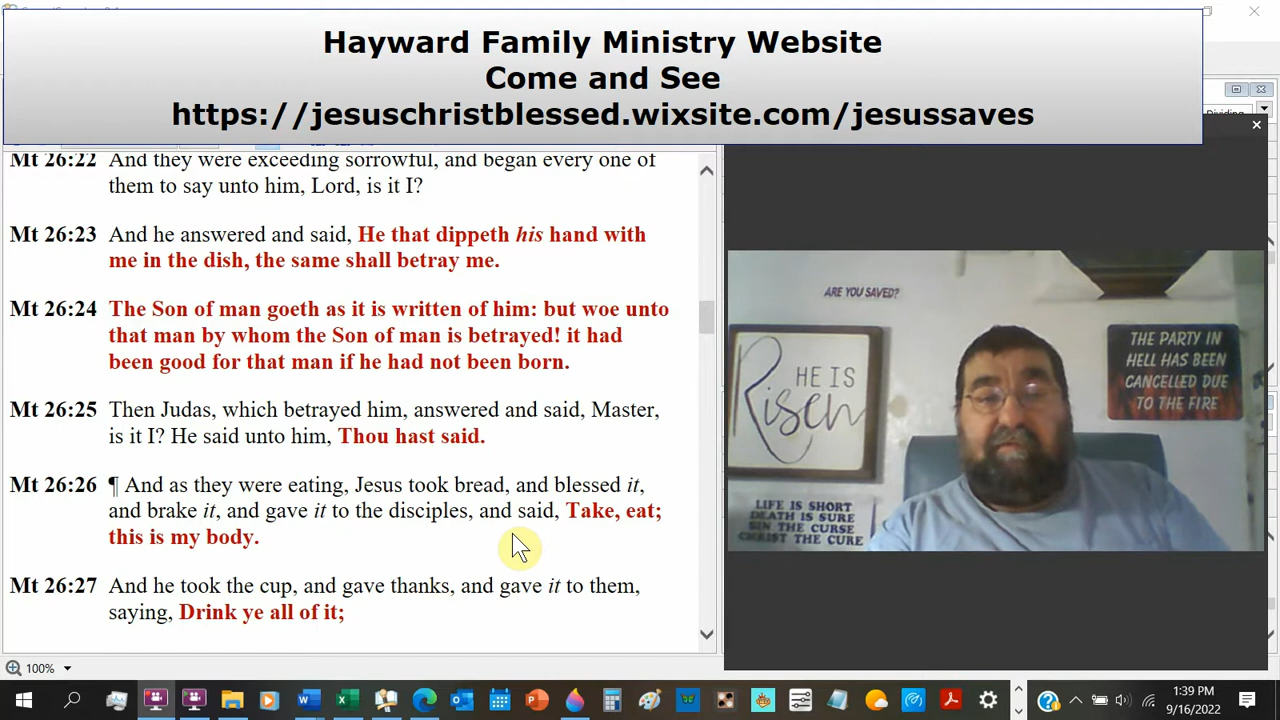 Hayward Family Ministry Website
Come and See
https://jesuschristblessed.wixsite.com/jesussaves
Dividing
Mt 26:22 And they were exceeding sorrowful, and began every one of
them to say unto him, Lord, is it I?
Mt 26:23 And he answered and said, He that dippeth his hand with
me in the dish, the same shall betray me.
Mt 26:24 The Son of man goeth as it is written of him: but woe unto
that man by whom the Son of man is betrayed! it had
been good for that man if he had not been born.
Mt 26:25 Then Judas, which betrayed him, answered and said, Master,
is it I? He said unto him, Thou hast said.
Mt 26:26 ¶ And as they were eating, Jesus took bread, and blessed it,
and brake it, and gave it to the disciples, and said, Take, eat;
this is my body.
Mt 26:27 And he took the cup, and gave thanks, and gave it to them,
saying, Drink ye all of it;
ARE YOU SAVED?
HE IS
Risen
THE PARTY IN
HELL HAS BEEN
CANCELLED DUE
TO THE FIRE
LIFE IS SHORT
DEATH IS SURE
SIN THE CURSE
CHRIST THE CURE
100%
1:39 PM
9/16/2022